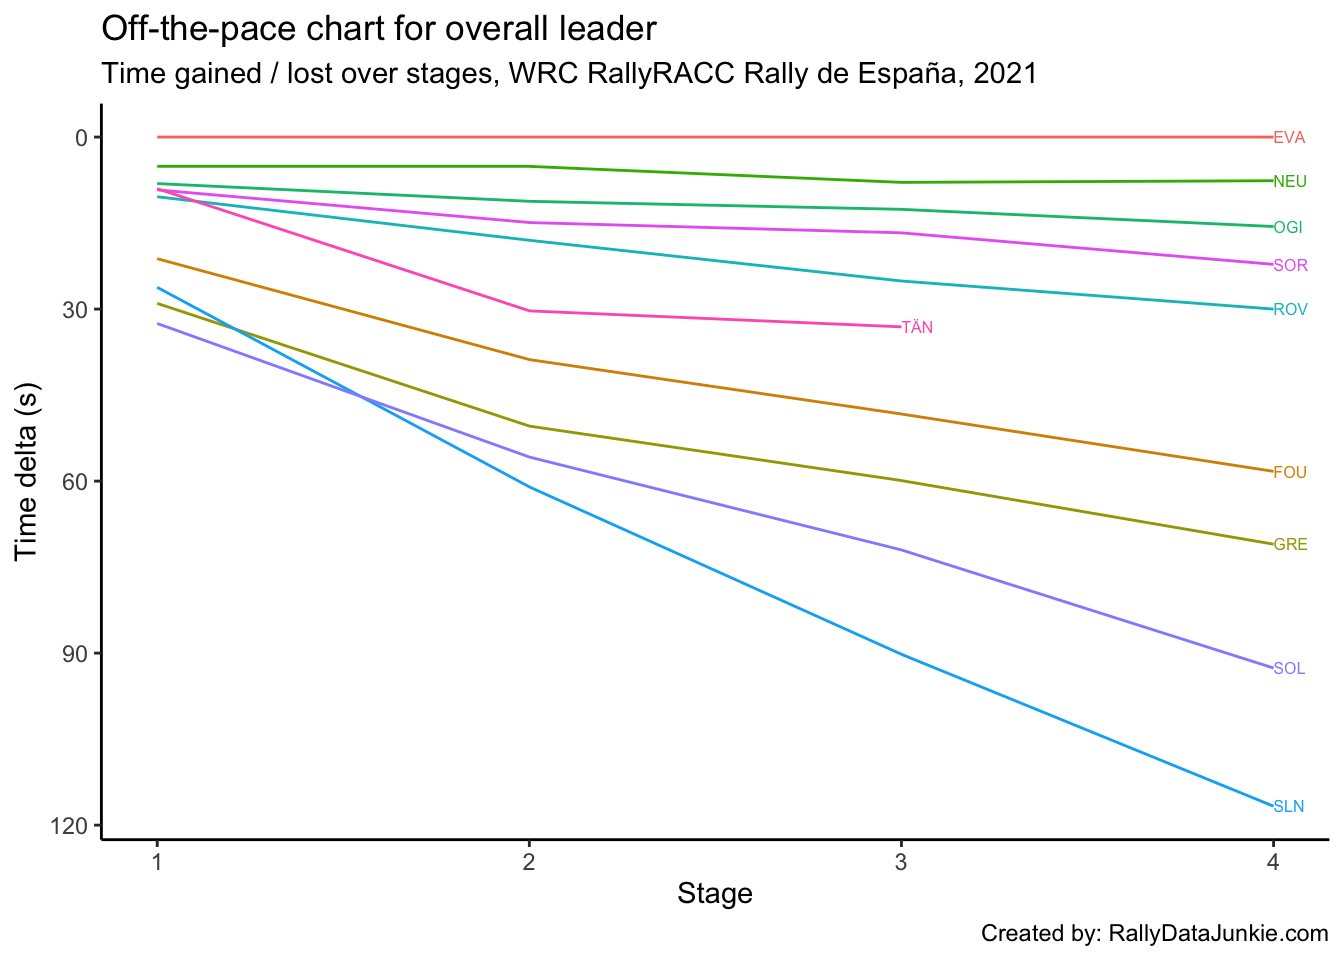 Off-the-pace chart for overall leader
Time gained / lost over stages, WRC RallyRACC Rally de España, 2021
0
30
60
90
120
Time delta (s)
EVA
NEU
OGI
SOR
ROV
TÄN
FOU
GRE
SOL
SLN
1 2 3 4
Stage
Created by: RallyDataJunkie.com